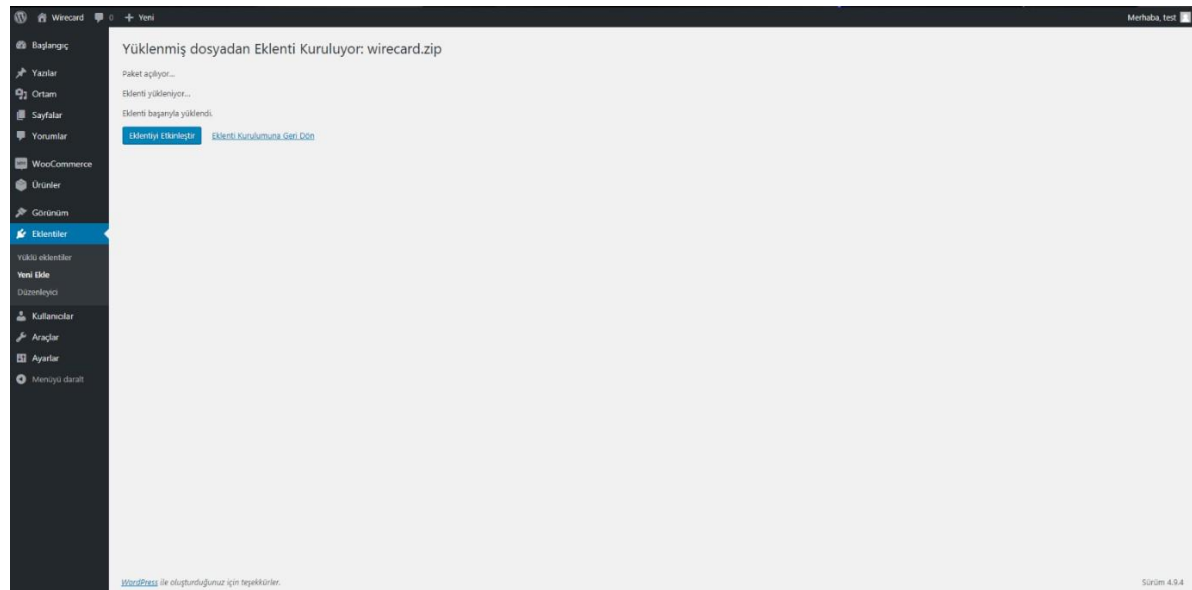 Wirecard 0 + Yeni Merhaba, test
Başlangıç
Yazılar
Ortam
Sayfalar
Yorumlar
WooCommerce
Ürünler
Görünüm
Eklentiler
Yüklü eklentiler
Yeni Ekle
Düzenleyici
Kullanıcılar
Araçlar
Ayarlar
Menüyü daralt
Yüklenmiş dosyadan Eklenti Kuruluyor: wirecard.zip
Paket açılıyor...
Eklenti yükleniyor...
Eklenti başarıyla yüklendi.
Eklentiyi Etkinleştir Eklenti Kurulumuna Geri Dön
WordPress ile oluşturduğunuz için teşekkürler. Sürüm 4.9.4